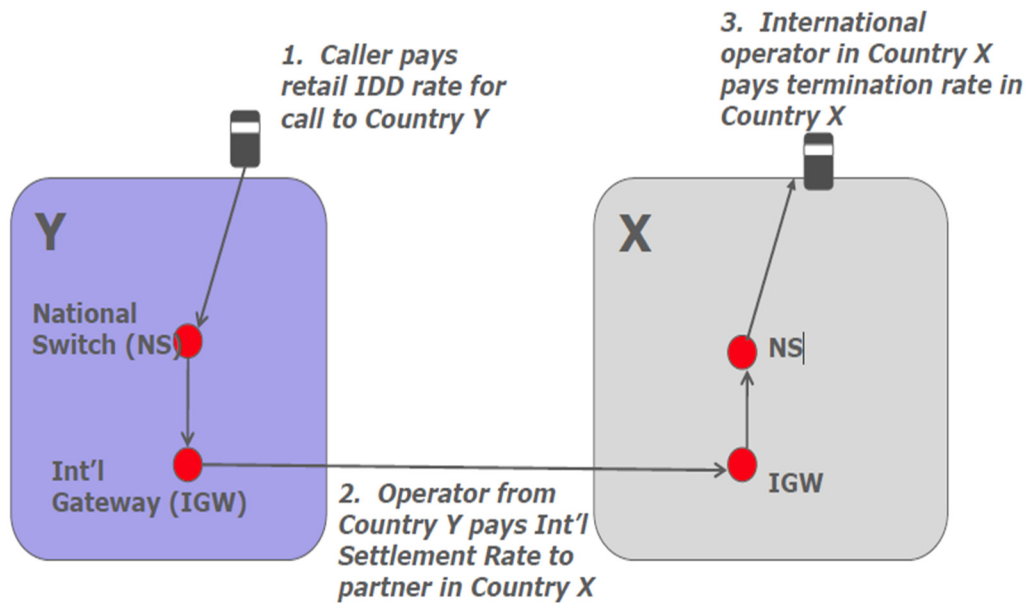 1. Caller pays
retail IDD rate for
call to Country Y
3. International
operator in Country X
pays termination rate in
Country X
Y
National
Switch (NS)
Int'l
Gateway (IGW)
X
NS
IGW
2. Operator from
Country Y pays Int'l
Settlement Rate to
partner in Country X